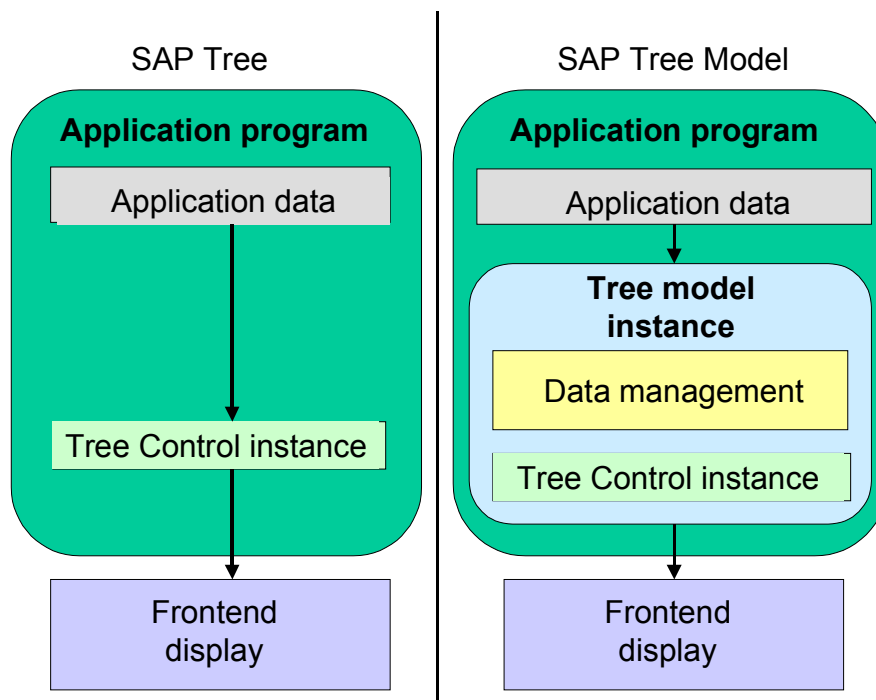 SAP Tree
Application program
Application data
Tree Control instance
Frontend
display
SAP Tree Model
Application program
Application data
Tree model
instance
Data management
Tree Control instance
Frontend
display